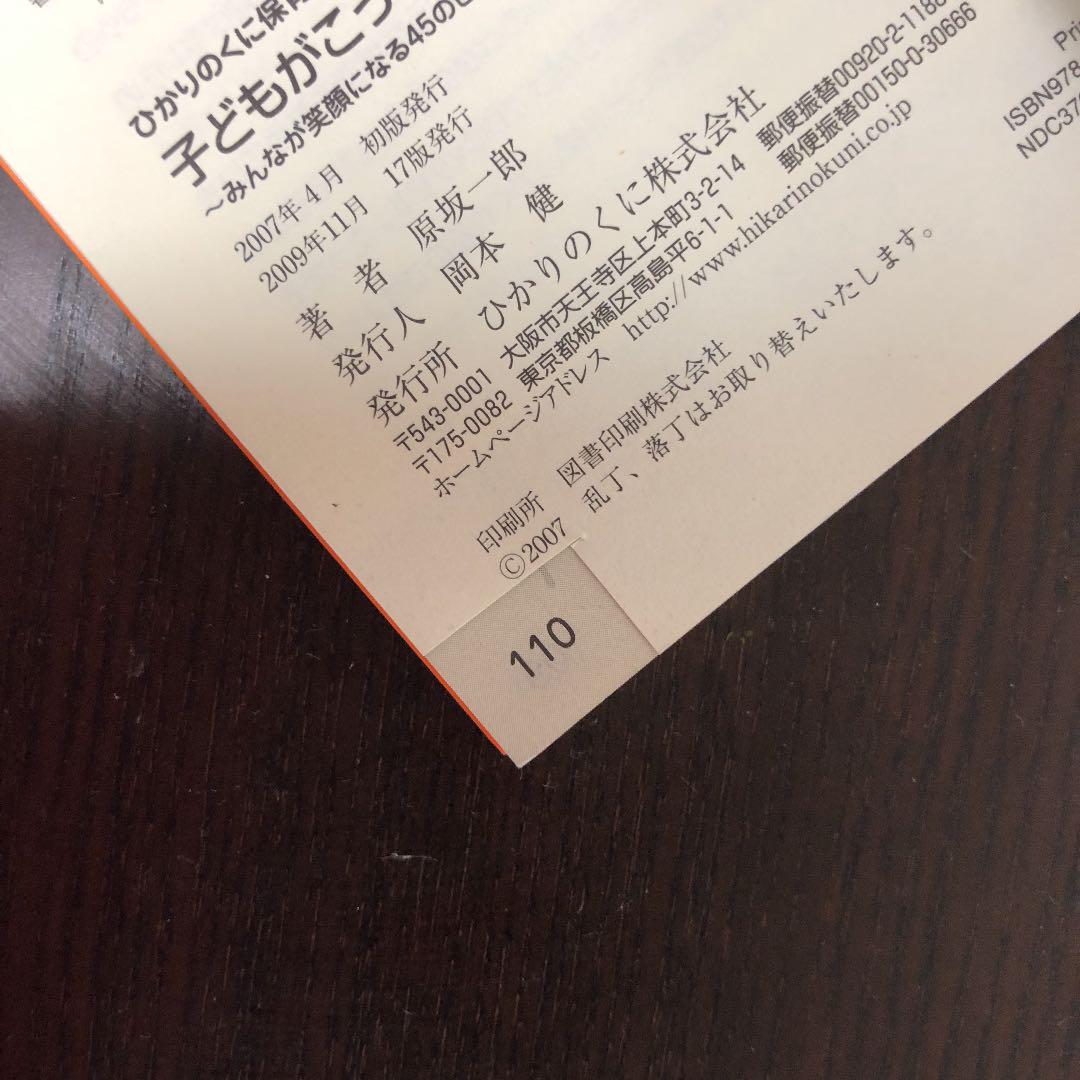 ひかりのくに保育
子どもがこっ
~みんなが笑顔になる45の
2007年4月 初版発行
2009年11月 17版発行
著者 原坂一郎
発行人 岡本 健
発行所 ひかりのくに株式会社
〒543-0001 大阪市天王寺区上本町3-2-14 郵便振替00920-2-1188
〒175-0082 東京都板橋区高島平6-1-1 郵便振替00150-0-30666
ホームページアドレス http://www.hikarinokuni.co.jp
印刷所 図書印刷株式会社
©2007 乱丁、落丁はお取り替えいたします。
Pri
ISBN978
NDC37
110